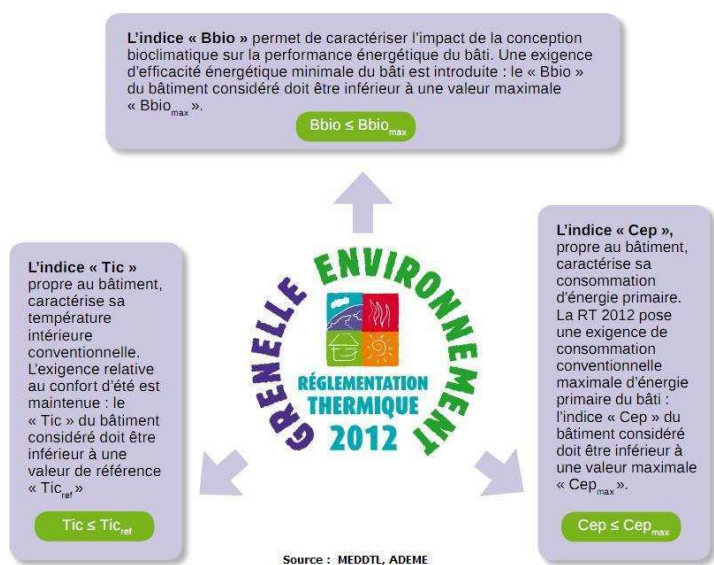 L'indice « Bbio » permet de caractériser l'impact de la conception
bioclimatique sur la performance énergétique du bâti. Une exigence
d'efficacité énergétique minimale du bâti est introduite : le « Bbio »
du bâtiment considéré doit être inférieur à une valeur maximale
« Bbiomax ».
Bbio ≤ Bbiomax
L'indice « Tic »
propre au bâtiment,
caractérise sa
température
intérieure
conventionnelle.
L'exigence relative
au confort d'été est
maintenue : le
« Tic » du bâtiment
considéré doit être
inférieur à une
valeur de référence
« Ticref »
Tic ≤ Ticref
GRENELLE ENVIRONNEMENT
RÉGLEMENTATION
THERMIQUE
2012
L'indice « Cep »,
propre au bâtiment,
caractérise sa
consommation
d'énergie primaire.
La RT 2012 pose
une exigence de
consommation
conventionnelle
maximale d'énergie
primaire du bâti :
l'indice « Cep » du
bâtiment considéré
doit être inférieur à
une valeur maximale
« Cepmax ».
Cep ≤ Cepmax
Source : MEDDTL, ADEME